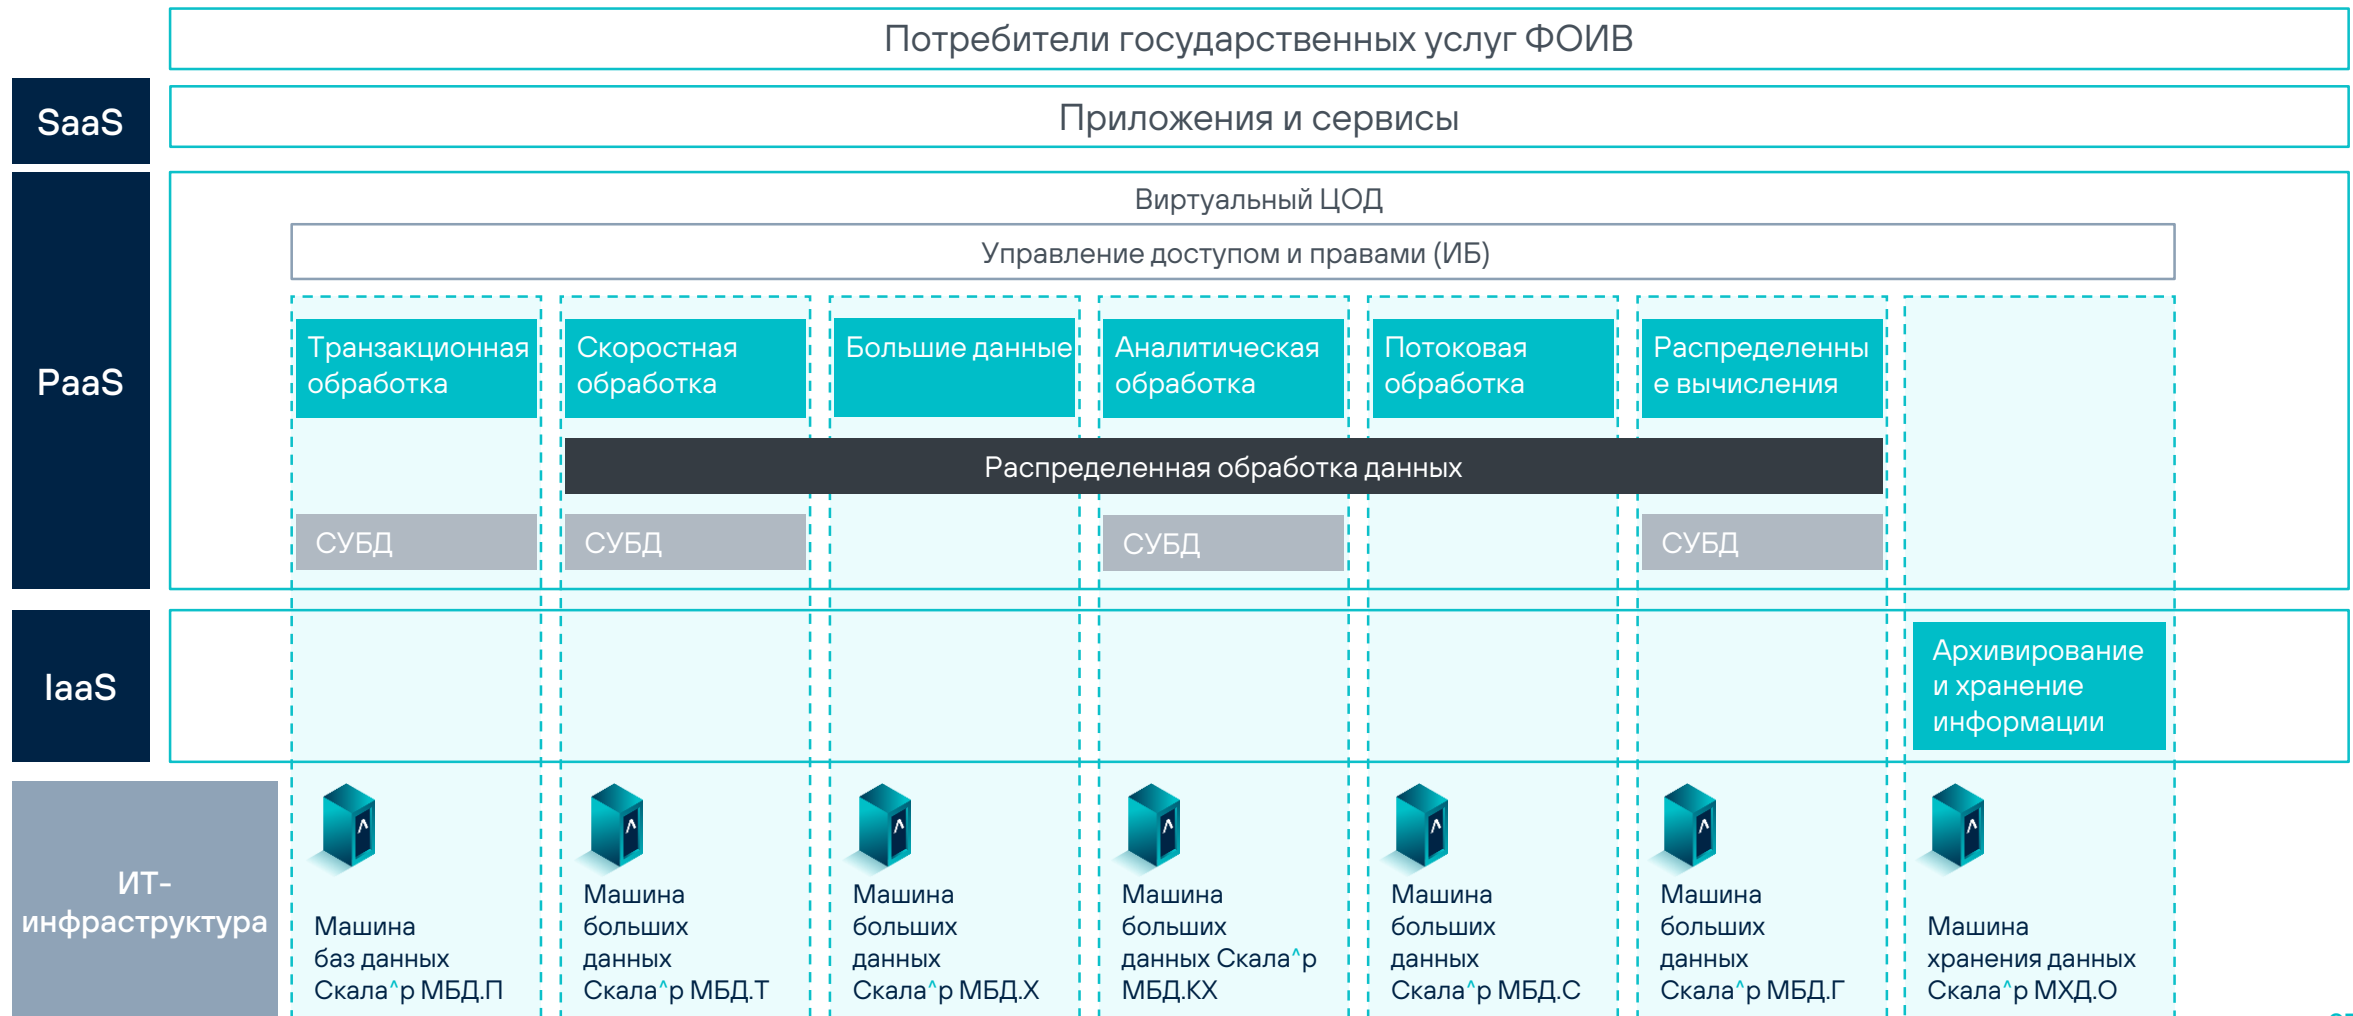 Потребители государственных услуг ФОИВ
SaaS
Приложения и сервисы
PaaS
Виртуальный ЦОД
Управление доступом и правами (ИБ)
Транзакционная
обработка
Скоростная
обработка
Большие данные
Аналитическая
обработка
Потоковая
обработка
Распределенны
е вычисления
Распределенная обработка данных
СУБД
СУБД
СУБД
СУБД
IaaS
Архивирование
и хранение
информации
ИТ-
инфраструктура
Машина
баз данных
Скала^р МБД.П
Машина
больших
данных
Скала^р МБД.Т
Машина
больших
данных
Скала^р МБД.Х
Машина
больших
данных Скала^р
МБД.КХ
Машина
больших
данных
Скала^р МБД.С
Машина
больших
данных
Скала^р МБД.Г
Машина
хранения данных
Скала^р МХД.О